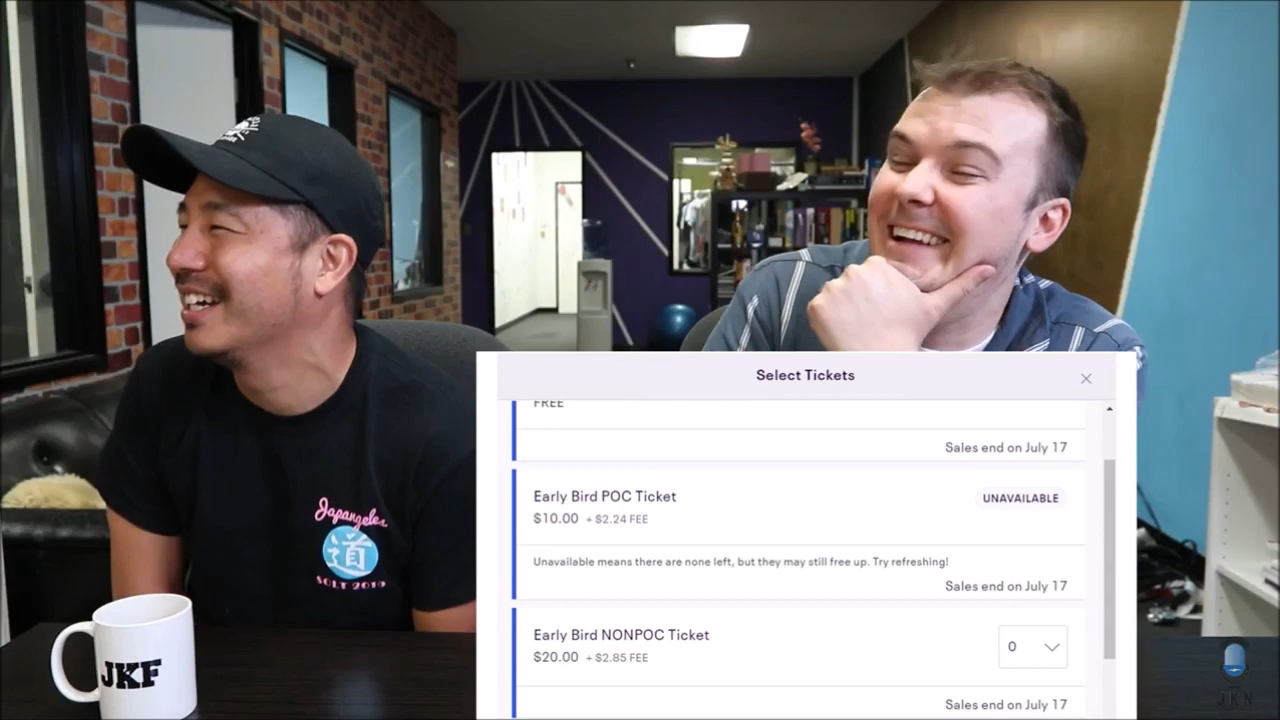 Select Tickets
FREE
Sales end on July 17
Early Bird POC Ticket
UNAVAILABLE
$10.00 + $2.24 FEE
Unavailable means there are none left, but they may still free up. Try refreshing!
Sales end on July 17
Early Bird NONPOC Ticket
$20.00 + $2.85 FEE
0
Sales end on July 17
Japangeles
道
SGLT 2019
JKF
JKN